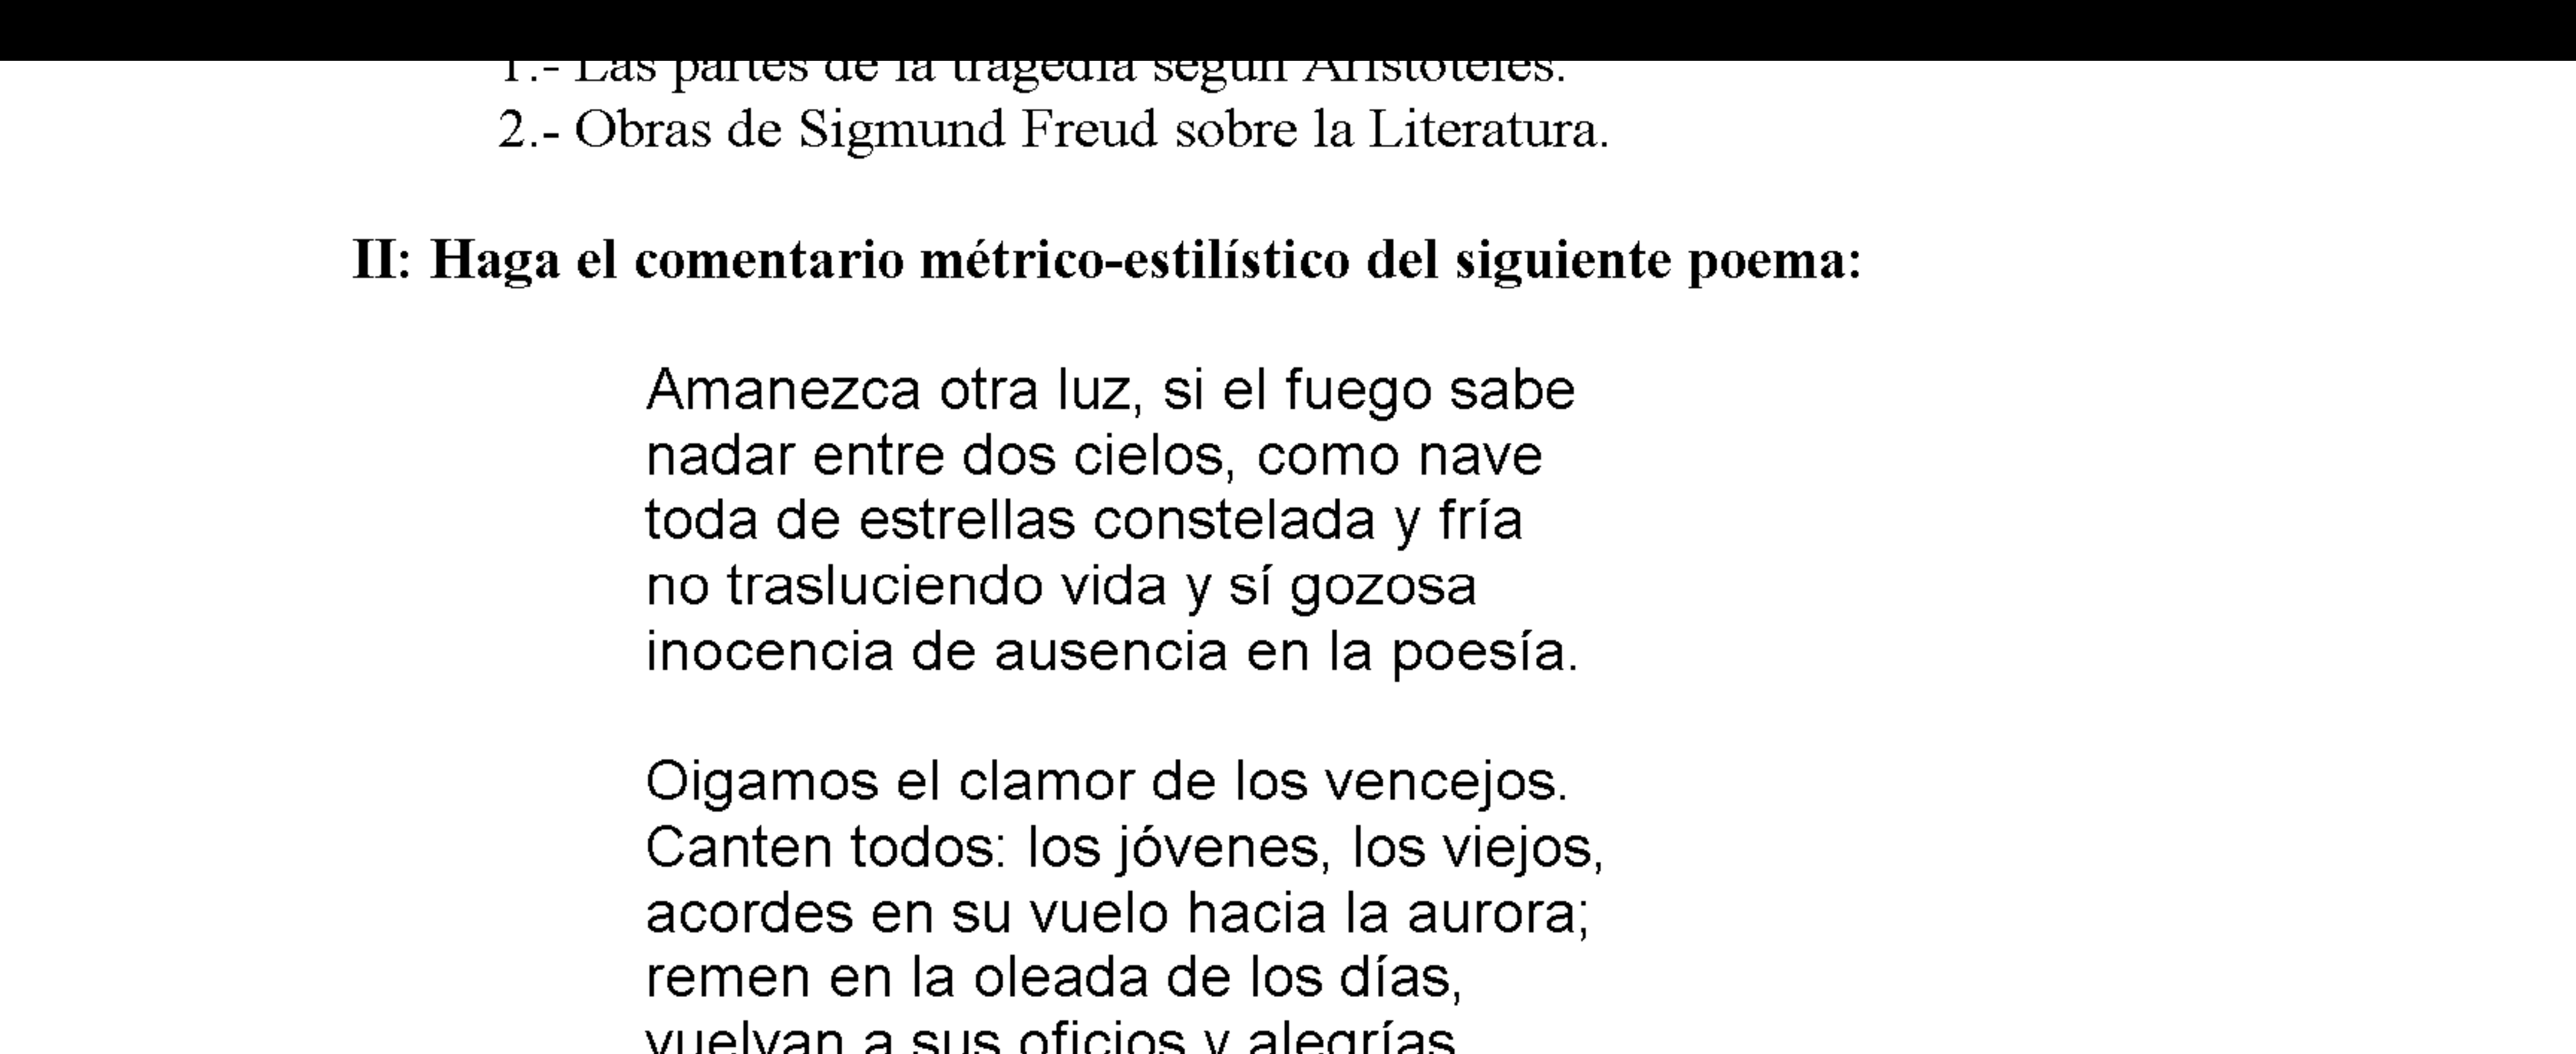 1.- Las partes de la tragedia según Aristóteles.
2.- Obras de Sigmund Freud sobre la Literatura.
II: Haga el comentario métrico-estilístico del siguiente poema:
Amanezca otra luz, si el fuego sabe
nadar entre dos cielos, como nave
toda de estrellas constelada y fría
no trasluciendo vida y sí gozosa
inocencia de ausencia en la poesía.
Oigamos el clamor de los vencejos.
Canten todos: los jóvenes, los viejos,
acordes en su vuelo hacia la aurora;
remen en la oleada de los días,
vuelvan a sus oficios y alegrías